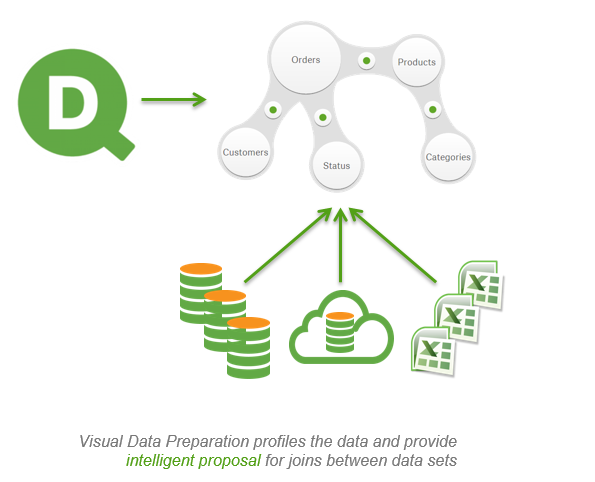 D
Orders
Products
Customers
Status
Categories
X
X
X
Visual Data Preparation profiles the data and provide
intelligent proposal for joins between data sets